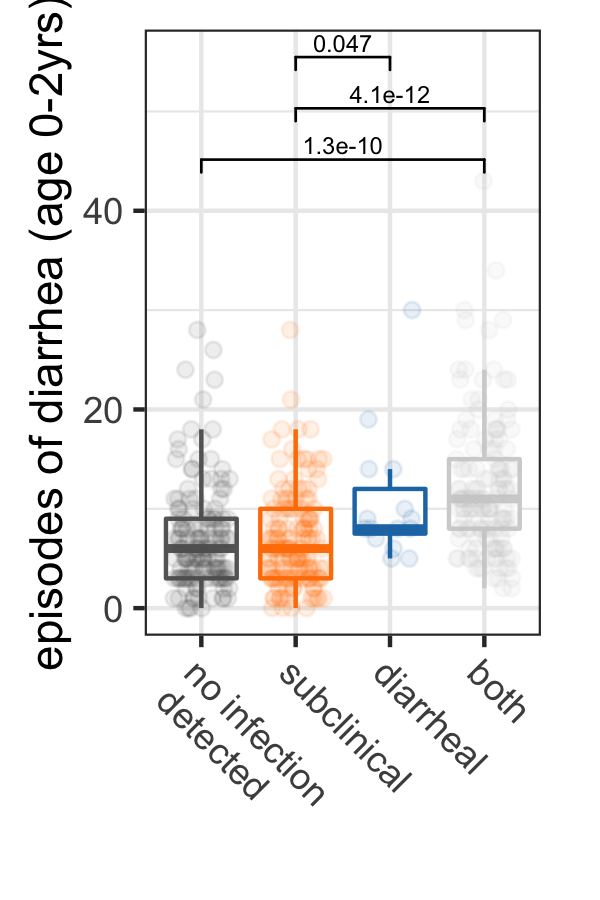 episodes of diarrhea (age 0-2yrs)
0.047
4.1e-12
1.3e-10
40
20
0
no infection
detected
subclinical
diarrheal
both